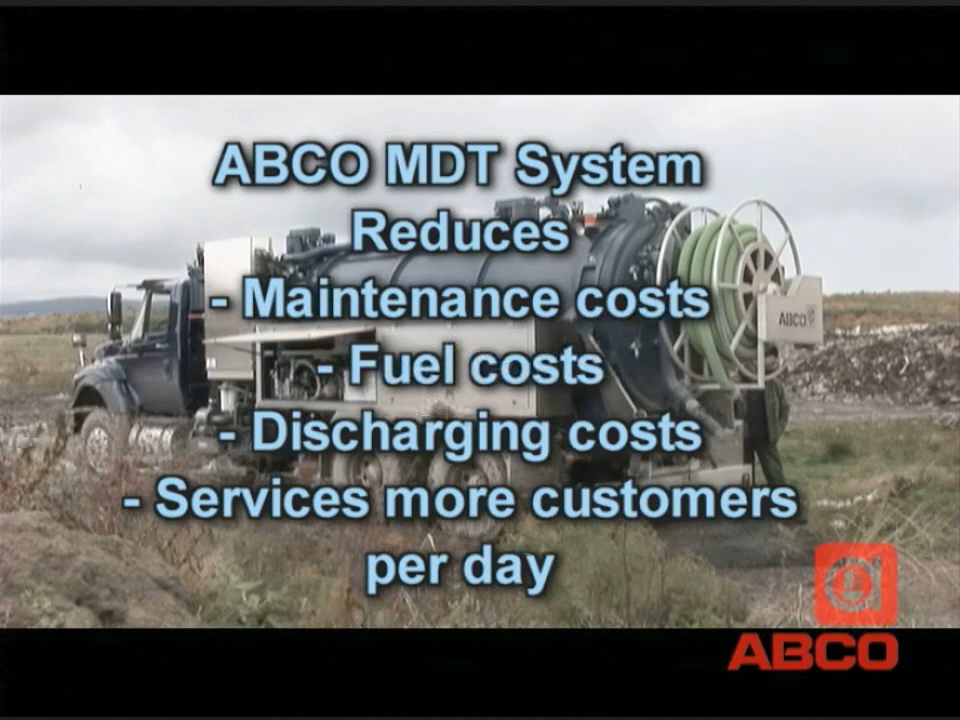 ABCO MDT System
Reduces
- Maintenance costs
- Fuel costs
- Discharging costs
- Services more customers
per day
ABCO
ABCO